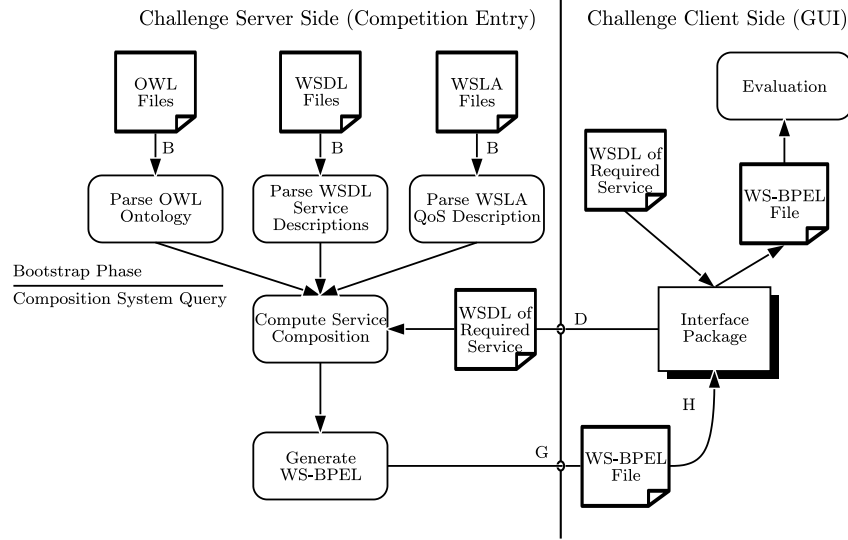 Challenge Server Side (Competition Entry)
Challenge Client Side (GUI)
OWL
Files
WSDL
Files
WSLA
Files
Evaluation
B
B
B
WSDL of
Required
Service
Parse OWL
Ontology
Parse WSDL
Service
Descriptions
Parse WSLA
QoS Description
WS-BPEL
File
Bootstrap Phase
Composition System Query
Compute Service
Composition
WSDL of
Required
Service
D
Interface
Package
H
Generate
WS-BPEL
G
WS-BPEL
File